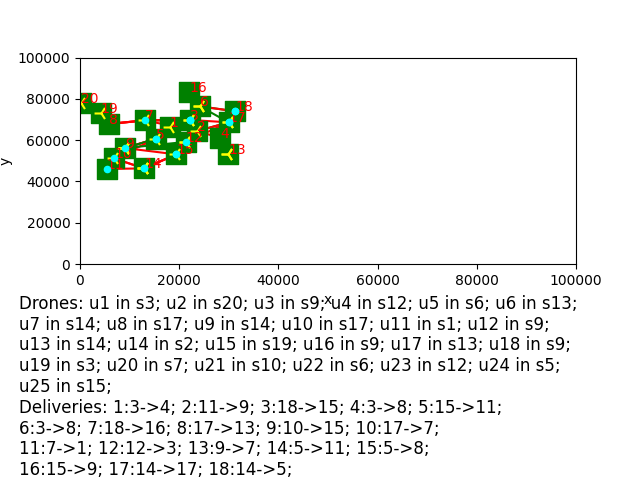 100000
80000
60000
40000
20000
0
y
0 20000 40000 60000 80000 100000
x
Drones: u1 in s3; u2 in s20; u3 in s9; u4 in s12; u5 in s6; u6 in s13;
u7 in s14; u8 in s17; u9 in s14; u10 in s17; u11 in s1; u12 in s9;
u13 in s14; u14 in s2; u15 in s19; u16 in s9; u17 in s13; u18 in s9;
u19 in s3; u20 in s7; u21 in s10; u22 in s6; u23 in s12; u24 in s5;
u25 in s15;
Deliveries: 1:3->4; 2:11->9; 3:18->15; 4:3->8; 5:15->11;
6:3->8; 7:18->16; 8:17->13; 9:10->15; 10:17->7;
11:7->1; 12:12->3; 13:9->7; 14:5->11; 15:5->8;
16:15->9; 17:14->17; 18:14->5;